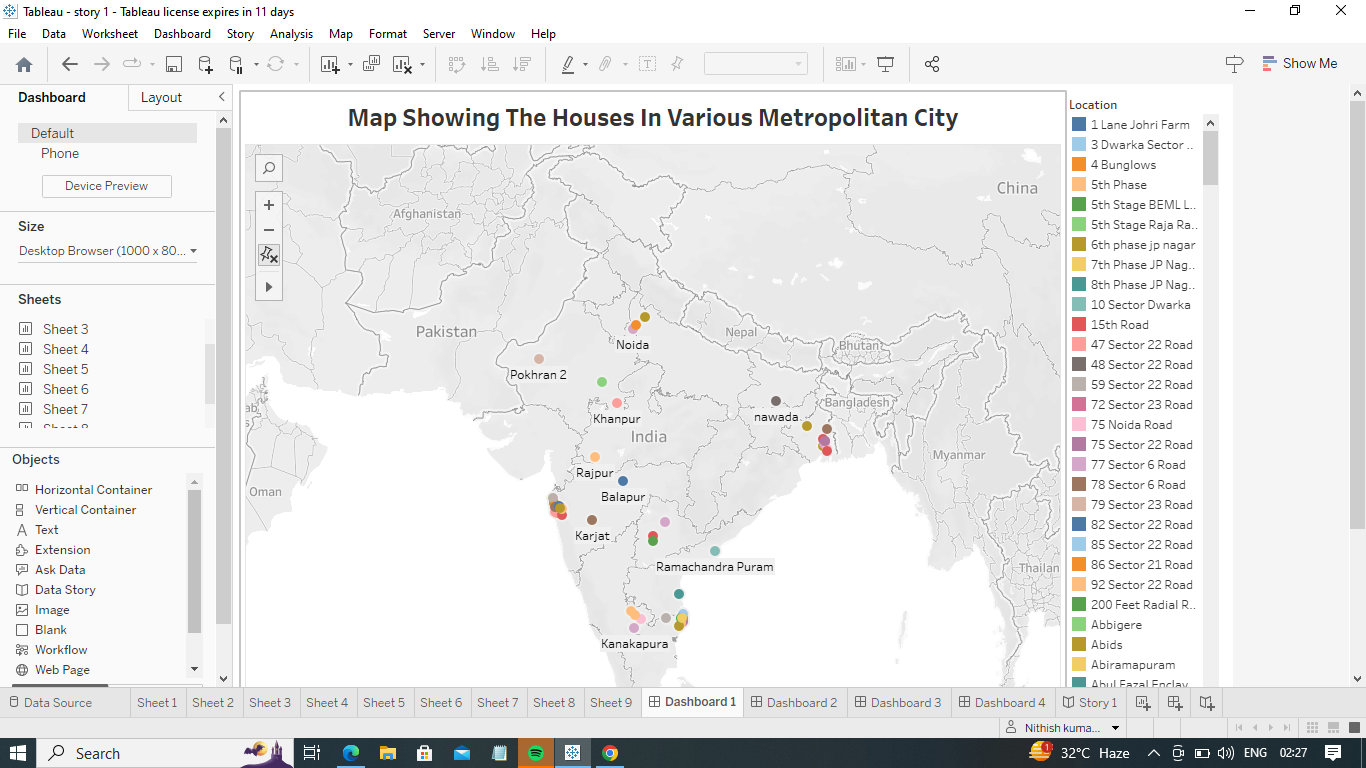 Tableau - story 1 - Tableau license expires in 11 days
File Data Worksheet Dashboard Story Analysis Map Format Server Window Help
Show Me
Dashboard
Layout
Default
Phone
Device Preview
Size
Desktop Browser (1000 x 80...
Sheets
Sheet 3
Sheet 4
Sheet 5
Sheet 6
Sheet 7
Objects
Horizontal Container
Vertical Container
Text
Extension
Ask Data
Data Story
Image
Blank
Workflow
Web Page
Map Showing The Houses In Various Metropolitan City
China
Afghanistan
Pakistan
Nepal
Noida
Bhutan
Pokhran 2
Bangladesh
Khanpur
nawada
India
Myanmar
Rajpur
Oman
Balapur
Karjat
Ramachandra Puram
Thailan
Kanakapura
Location
1 Lane Johri Farm
3 Dwarka Sector ..
4 Bunglows
5th Phase
5th Stage BEML L..
5th Stage Raja Ra..
6th phase jp nagar
7th Phase JP Nag..
8th Phase JP Nag..
10 Sector Dwarka
15th Road
47 Sector 22 Road
48 Sector 22 Road
59 Sector 22 Road
72 Sector 23 Road
75 Noida Road
75 Sector 22 Road
77 Sector 6 Road
78 Sector 6 Road
79 Sector 23 Road
82 Sector 22 Road
85 Sector 22 Road
86 Sector 21 Road
92 Sector 22 Road
200 Feet Radial R..
Abbigere
Abids
Abiramapuram
Abul Fazal Enclav
Data Source Sheet 1 Sheet 2 Sheet 3 Sheet 4 Sheet 5 Sheet 6 Sheet 7 Sheet 8 Sheet 9 Dashboard 1 Dashboard 2 Dashboard 3 Dashboard 4 Story 1
Nithish kuma...
Search
1
32°C Haze
ENG
02:27